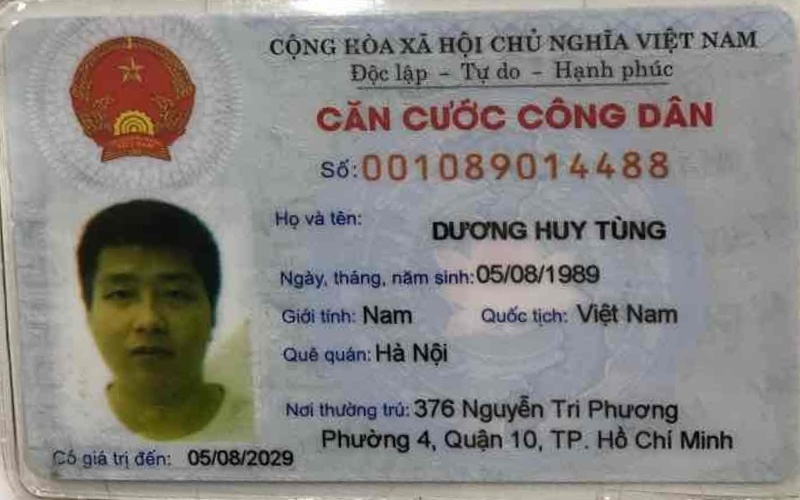 CỘNG HÒA XÃ HỘI CHỦ NGHĨA VIỆT NAM
Độc lập - Tự do - Hạnh phúc
CĂN CƯỚC CÔNG DÂN
Số: 001089014488
Họ và tên: DƯƠNG HUY TÙNG
Ngày, tháng, năm sinh: 05/08/1989
Giới tính: Nam Quốc tịch: Việt Nam
Quê quán: Hà Nội
Nơi thường trú: 376 Nguyễn Tri Phương
Phường 4, Quận 10, TP. Hồ Chí Minh
Có giá trị đến: 05/08/2029